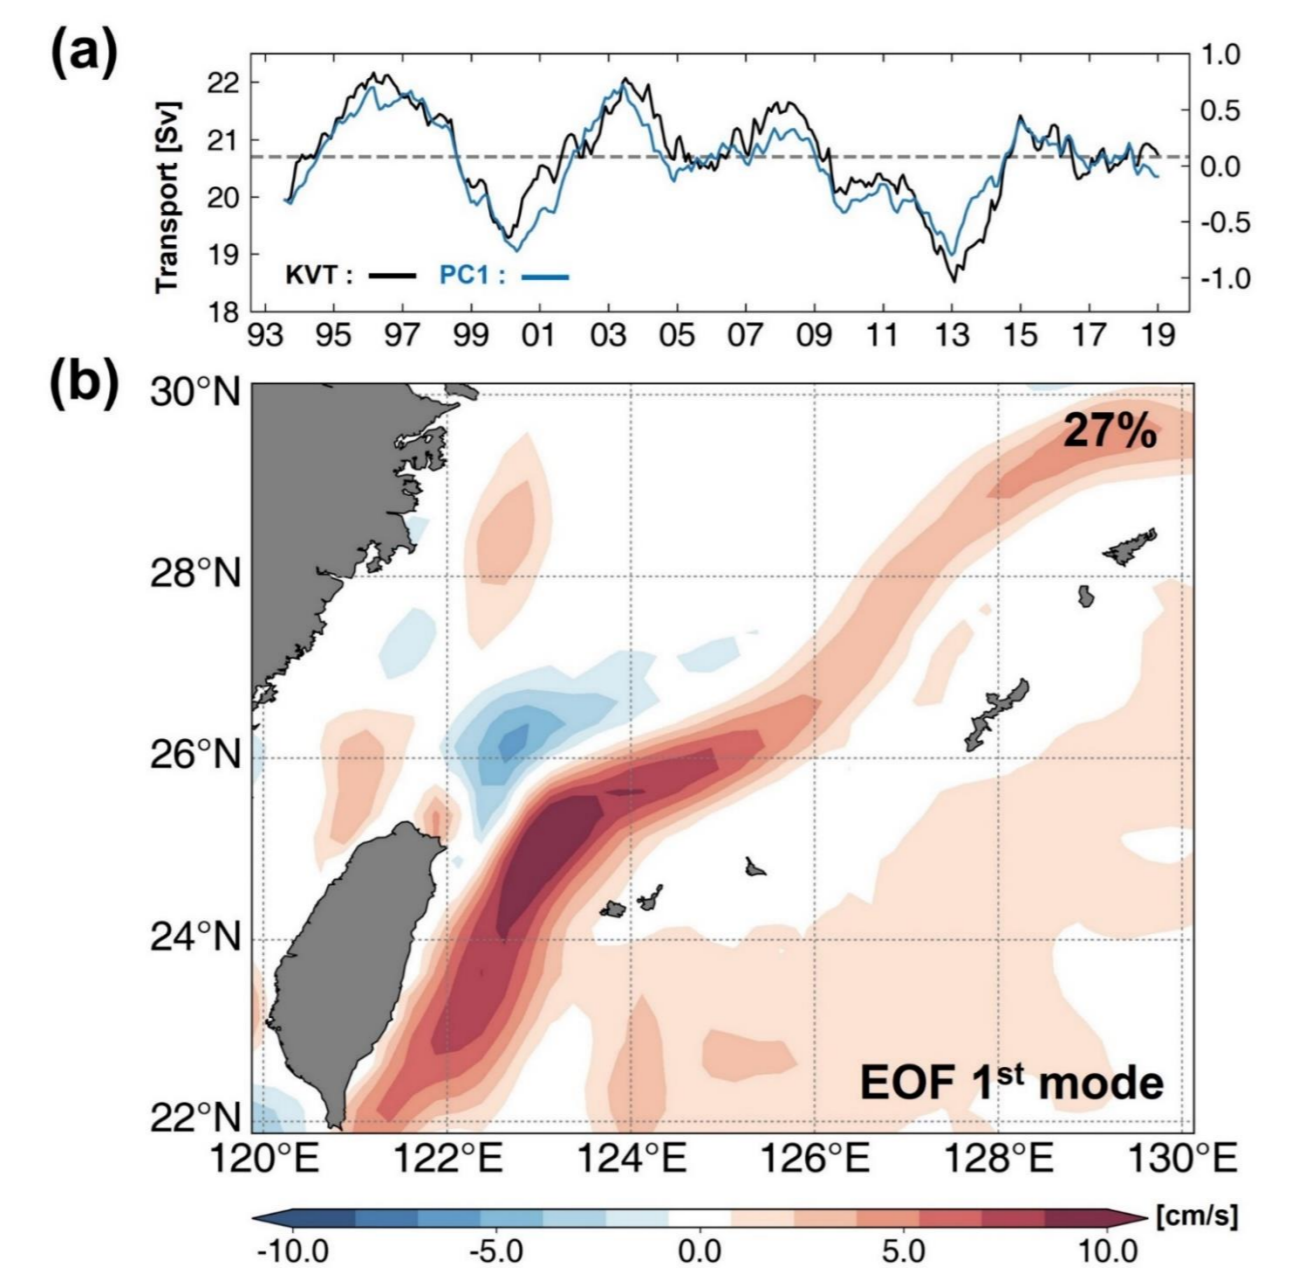 (a)
Transport [Sv]
22
21
20
19
18
1.0
0.5
0.0
-0.5
-1.0
KVT : PC1 :
93 95 97 99 01 03 05 07 09 11 13 15 17 19
(b)
30°N
28°N
26°N
24°N
22°N
27%
EOF 1st mode
120°E 122°E 124°E 126°E 128°E 130°E
[cm/s]
-10.0 -5.0 0.0 5.0 10.0